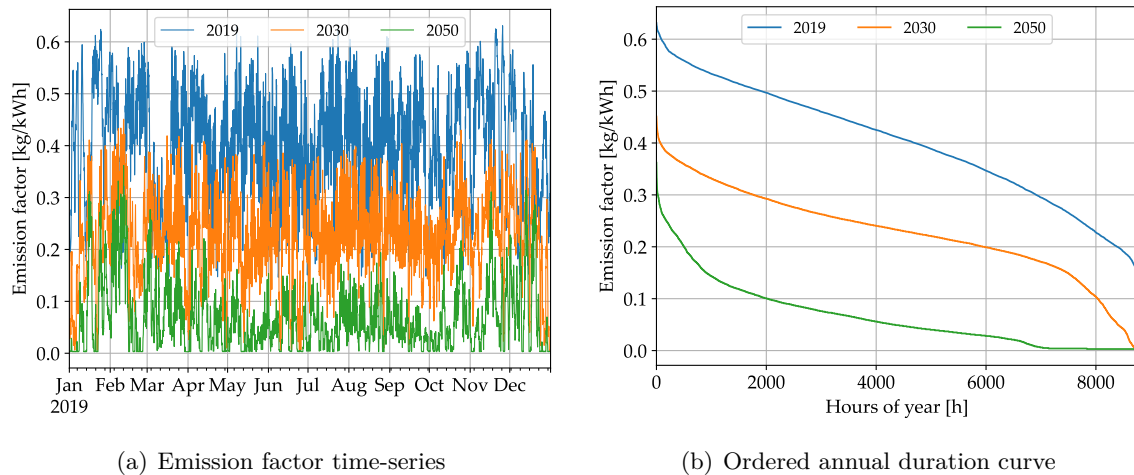 2019 2030 2050
Emission factor [kg/kWh]
0.6
0.5
0.4
0.3
0.2
0.1
0.0
Jan Feb Mar Apr May Jun Jul Aug Sep Oct Nov Dec
2019
(a) Emission factor time-series
2019 2030 2050
Emission factor [kg/kWh]
0.6
0.5
0.4
0.3
0.2
0.1
0.0
0 2000 4000 6000 8000
Hours of year [h]
(b) Ordered annual duration curve